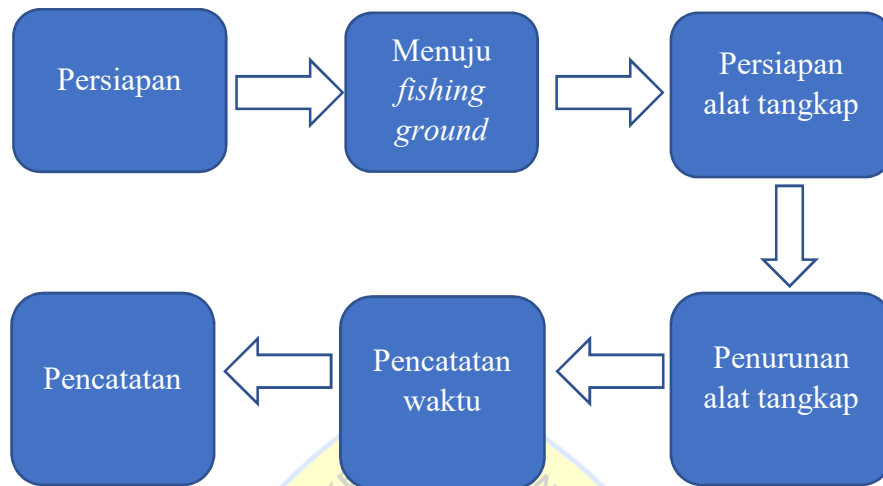 Persiapan
Menuju
fishing
ground
Persiapan
alat tangkap
Penurunan
alat tangkap
Pencatatan
waktu
Pencatatan